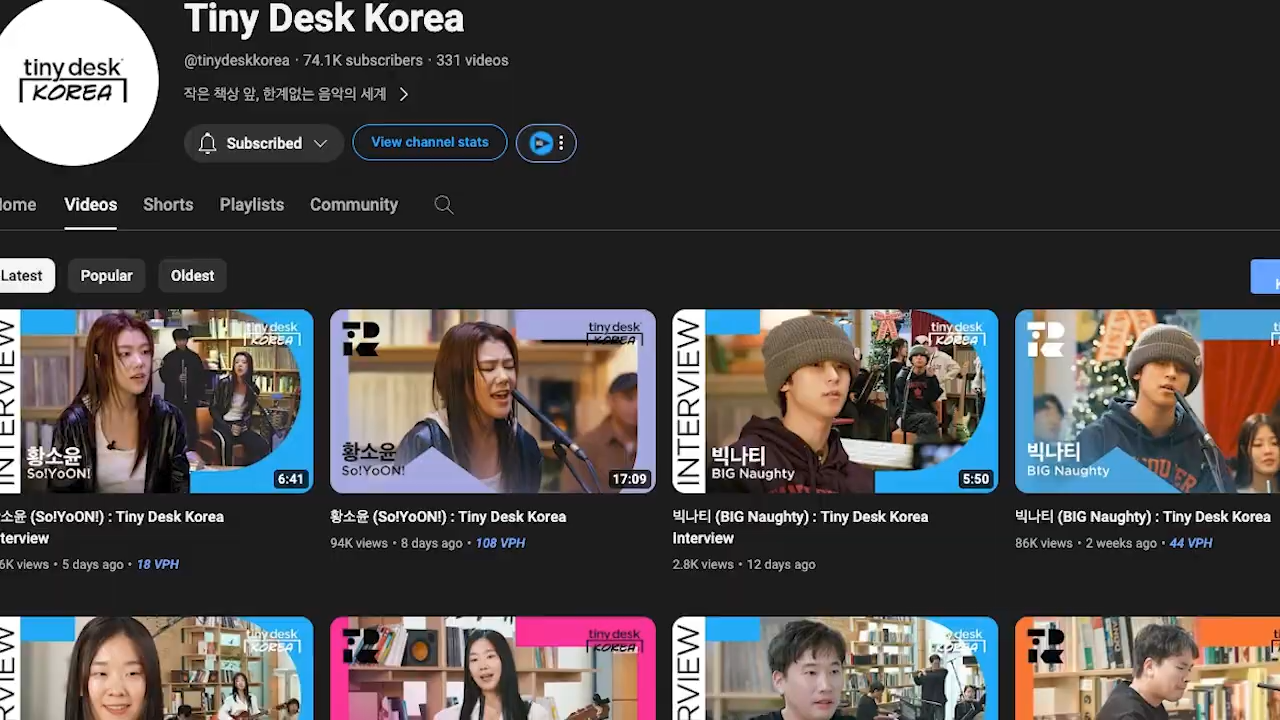 Tiny Desk Korea
tiny desk
KOREA
@tinydeskkorea · 74.1K subscribers · 331 videos
작은 책상 앞, 한계없는 음악의 세계
Subscribed
View channel stats
Videos
Shorts
Playlists
Community
Latest
Popular
Oldest
INTERVIEW
tiny desk
KOREA
황소윤
So!YoON!
6:41
tiny desk
KOREA
황소윤
So!YoON!
17:09
INTERVIEW
tiny desk
KOREA
빅나티
BIG Naughty
5:50
빅나티
BIG Naughty
소윤 (So!YoON!) : Tiny Desk Korea
terview
6K views • 5 days ago • 18 VPH
황소윤 (So!YoON!) : Tiny Desk Korea
94K views • 8 days ago • 108 VPH
빅나티 (BIG Naughty) : Tiny Desk Korea
Interview
2.8K views • 12 days ago
빅나티 (BIG Naughty) : Tiny Desk Korea
86K views • 2 weeks ago • 44 VPH
tiny desk
KOREA
tiny desk
KOREA
tiny desk
KOREA